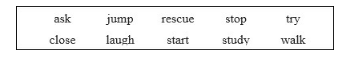 ask jump rescue stop try
close laugh start study walk